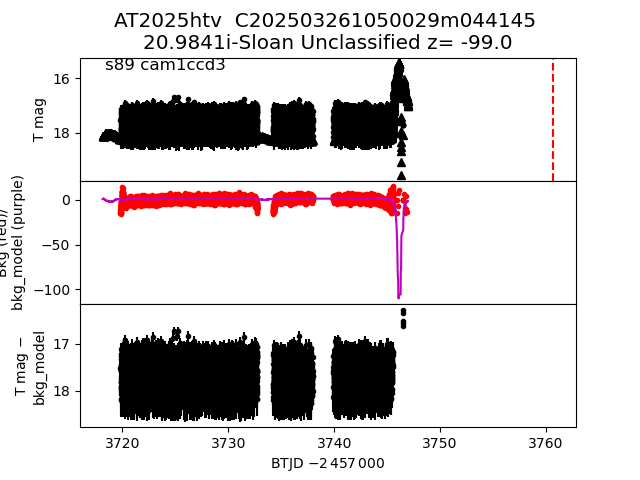 AT2025htv  C202503261050029m044145
20.9841i-Sloan Unclassified z= -99.0
s89 cam1ccd3
T mag
16
18
Bkg (red)/
bkg_model (purple)
0
−50
−100
T mag −
bkg_model
17
18
3720
3730
3740
3750
3760
BTJD −2 457 000